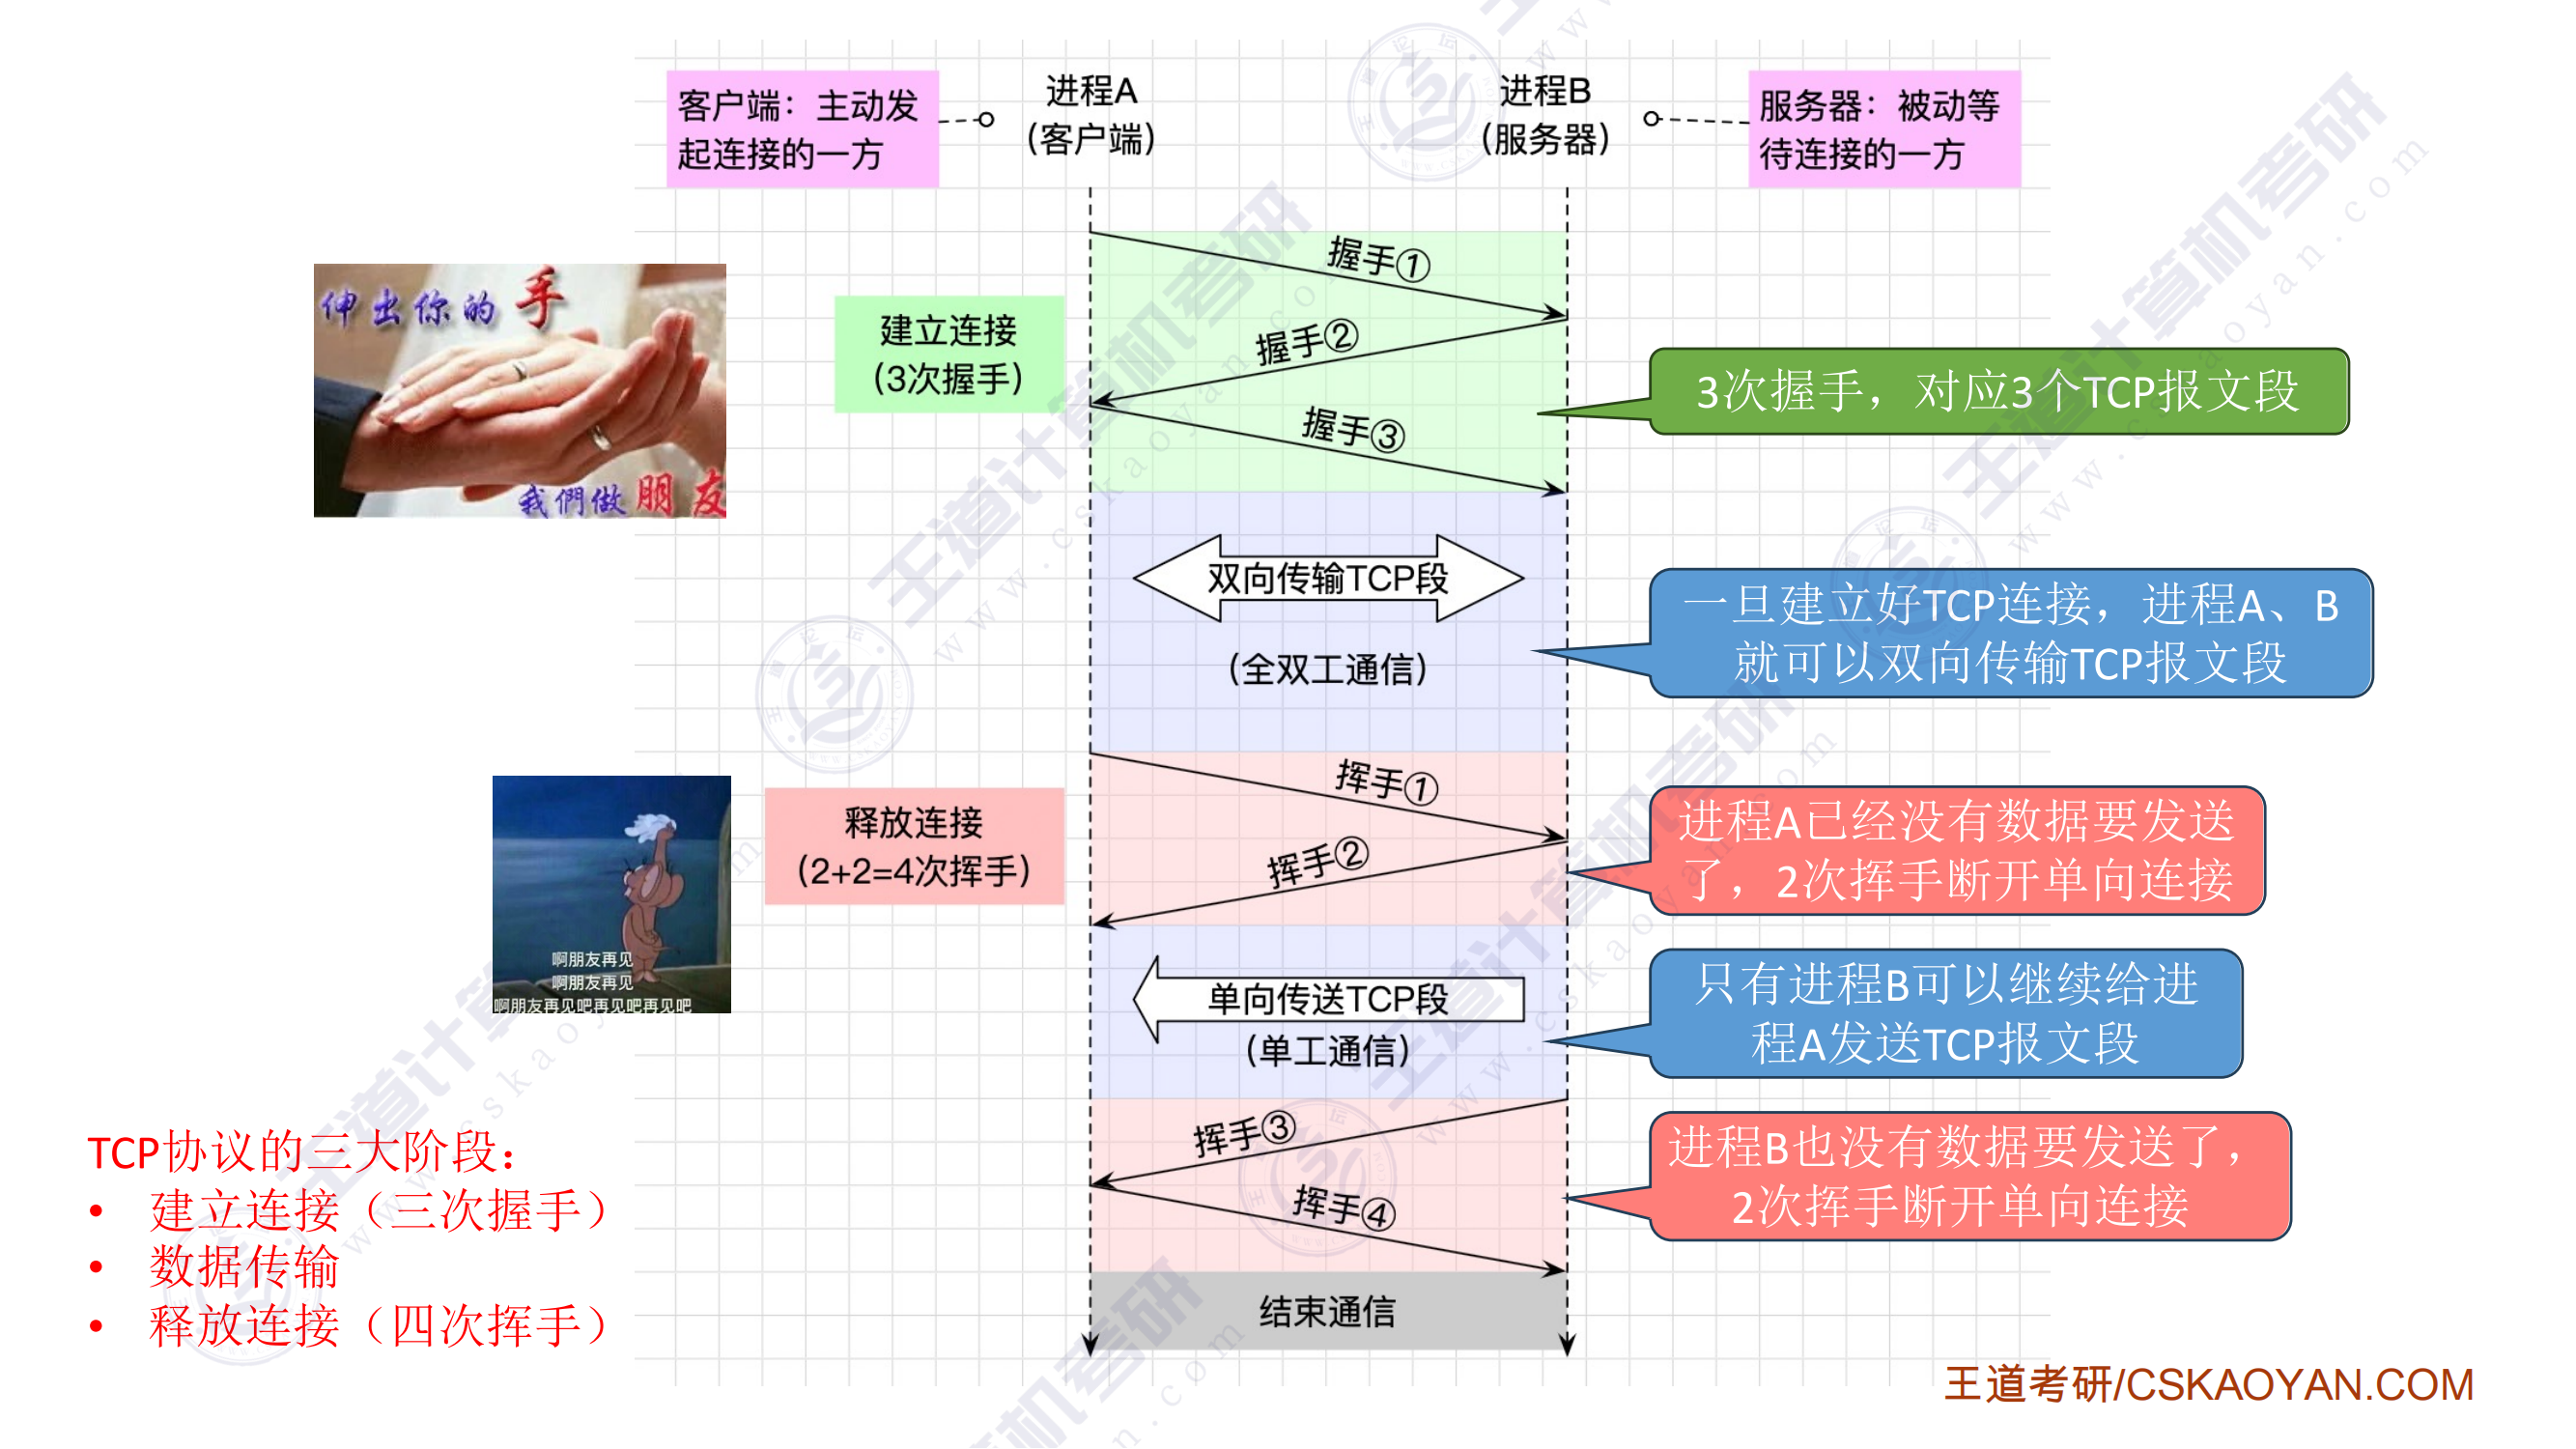 进程A
(客户端)
进程B
(服务器)
客户端：主动发
起连接的一方
服务器：被动等
待连接的一方
伸出你的手
我們做朋友
建立连接
(3次握手)
握手①
握手②
握手③
3次握手，对应3个TCP报文段
双向传输TCP段
(全双工通信)
一旦建立好TCP连接，进程A、B
就可以双向传输TCP报文段
啊朋友再见
啊朋友再见
啊朋友再见吧再见吧再见吧
释放连接
(2+2=4次挥手)
挥手①
挥手②
进程A已经没有数据要发送
了，2次挥手断开单向连接
单向传送TCP段
(单工通信)
只有进程B可以继续给进
程A发送TCP报文段
挥手③
挥手④
进程B也没有数据要发送了，
2次挥手断开单向连接
结束通信
TCP协议的三大阶段：
• 建立连接（三次握手）
• 数据传输
• 释放连接（四次挥手）
王道考研/CSKAOYAN.COM
王道计算机考研
www.cskaoyan.com